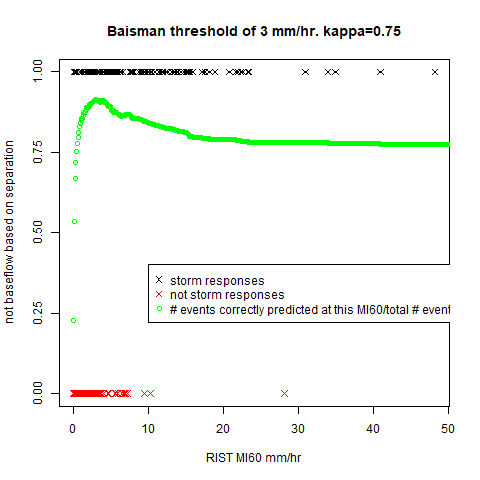 Baisman threshold of 3 mm/hr. kappa=0.75
not baseflow based on separation
1.00
0.75
0.50
0.25
0.00
storm responses
not storm responses
# events correctly predicted at this MI60/total # event
0 10 20 30 40 50
RIST MI60 mm/hr